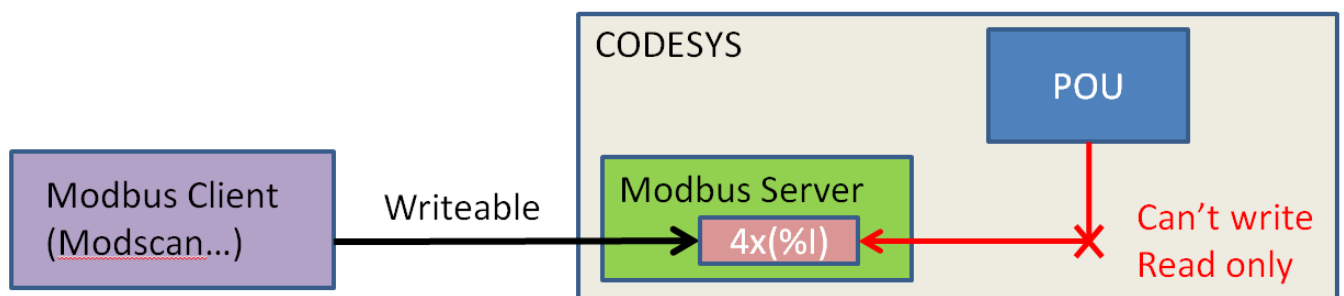 CODESYS
POU
Modbus Client
(Modscan...)
Writeable
Modbus Server
4x(%I)
Can't write
Read only